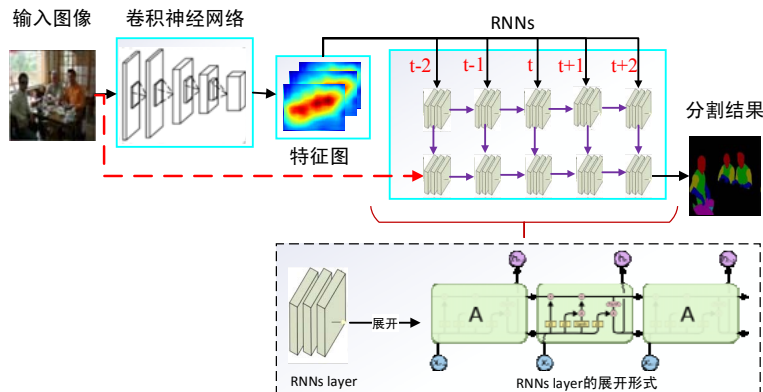 输入图像
卷积神经网络
RNNs
t-2
t-1
t
t+1
t+2
特征图
分割结果
A
A
展开
RNNs layer
RNNs layer的展开形式